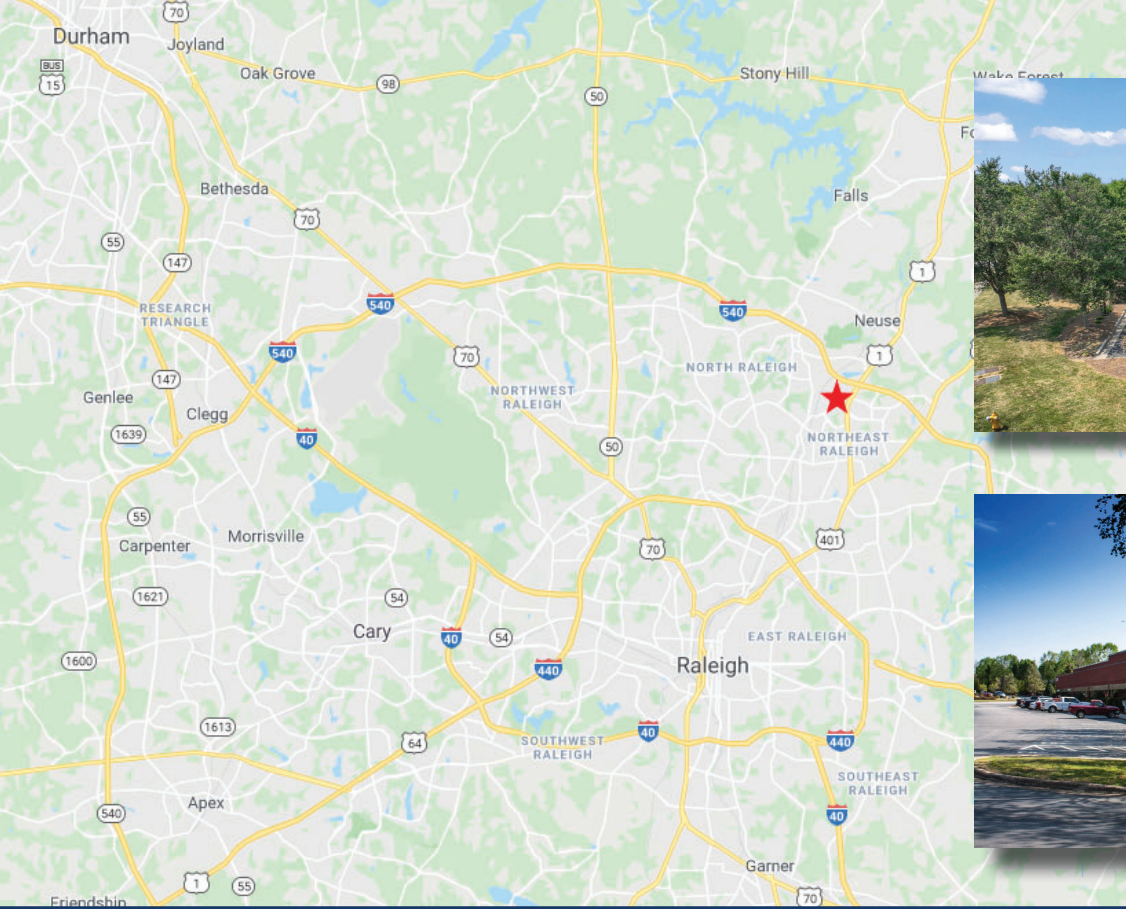 70
Durham
Joyland
BUS
15
Oak Grove
98
Stony Hill
Wake Forest
50
Bethesda
70
Falls
55
147
1
540
RESEARCH
TRIANGLE
540
Neuse
540
1
70
NORTH RALEIGH
147
NORTHWEST
RALEIGH
Genlee
Clegg
1639
40
50
NORTHEAST
RALEIGH
55
Carpenter
Morrisville
70
401
1621
54
Cary
40
54
EAST RALEIGH
1600
440
Raleigh
1613
64
SOUTHWEST
RALEIGH
40
440
SOUTHEAST
RALEIGH
540
Apex
40
Garner
1
55
70
Friendship